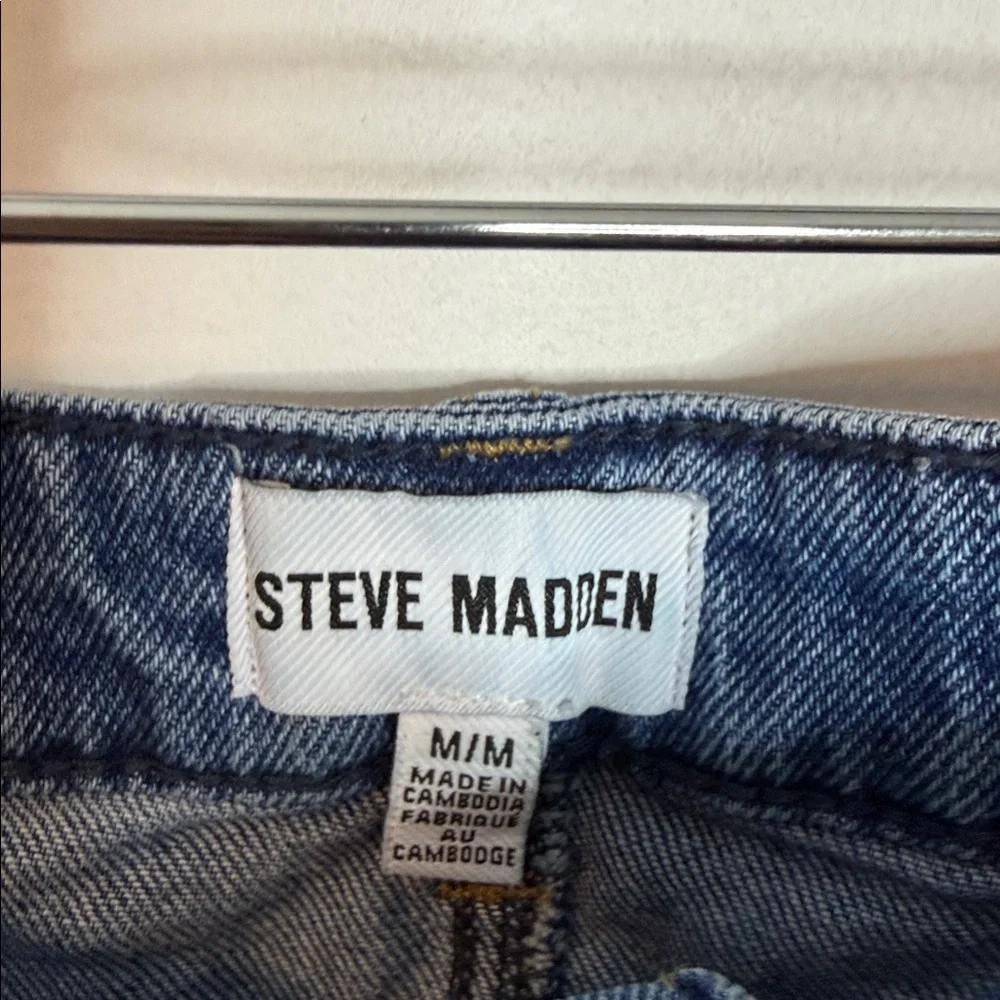 STEVE MADDEN
M/M
MADE IN
CAMBODIA
FABRIQUE
AU
CAMBODGE